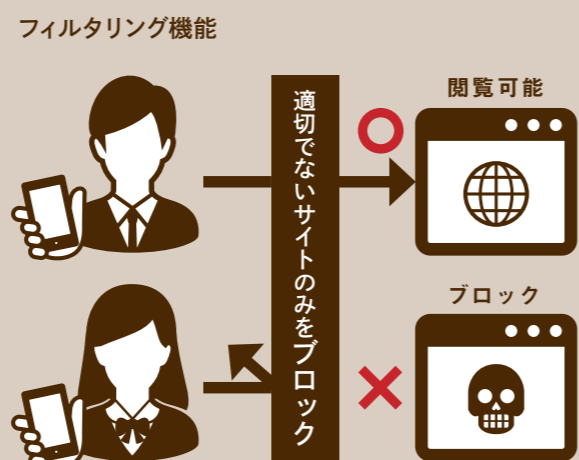 フィルタリング機能
適切でないサイトのみをブロック
閲覧可能
ブロック